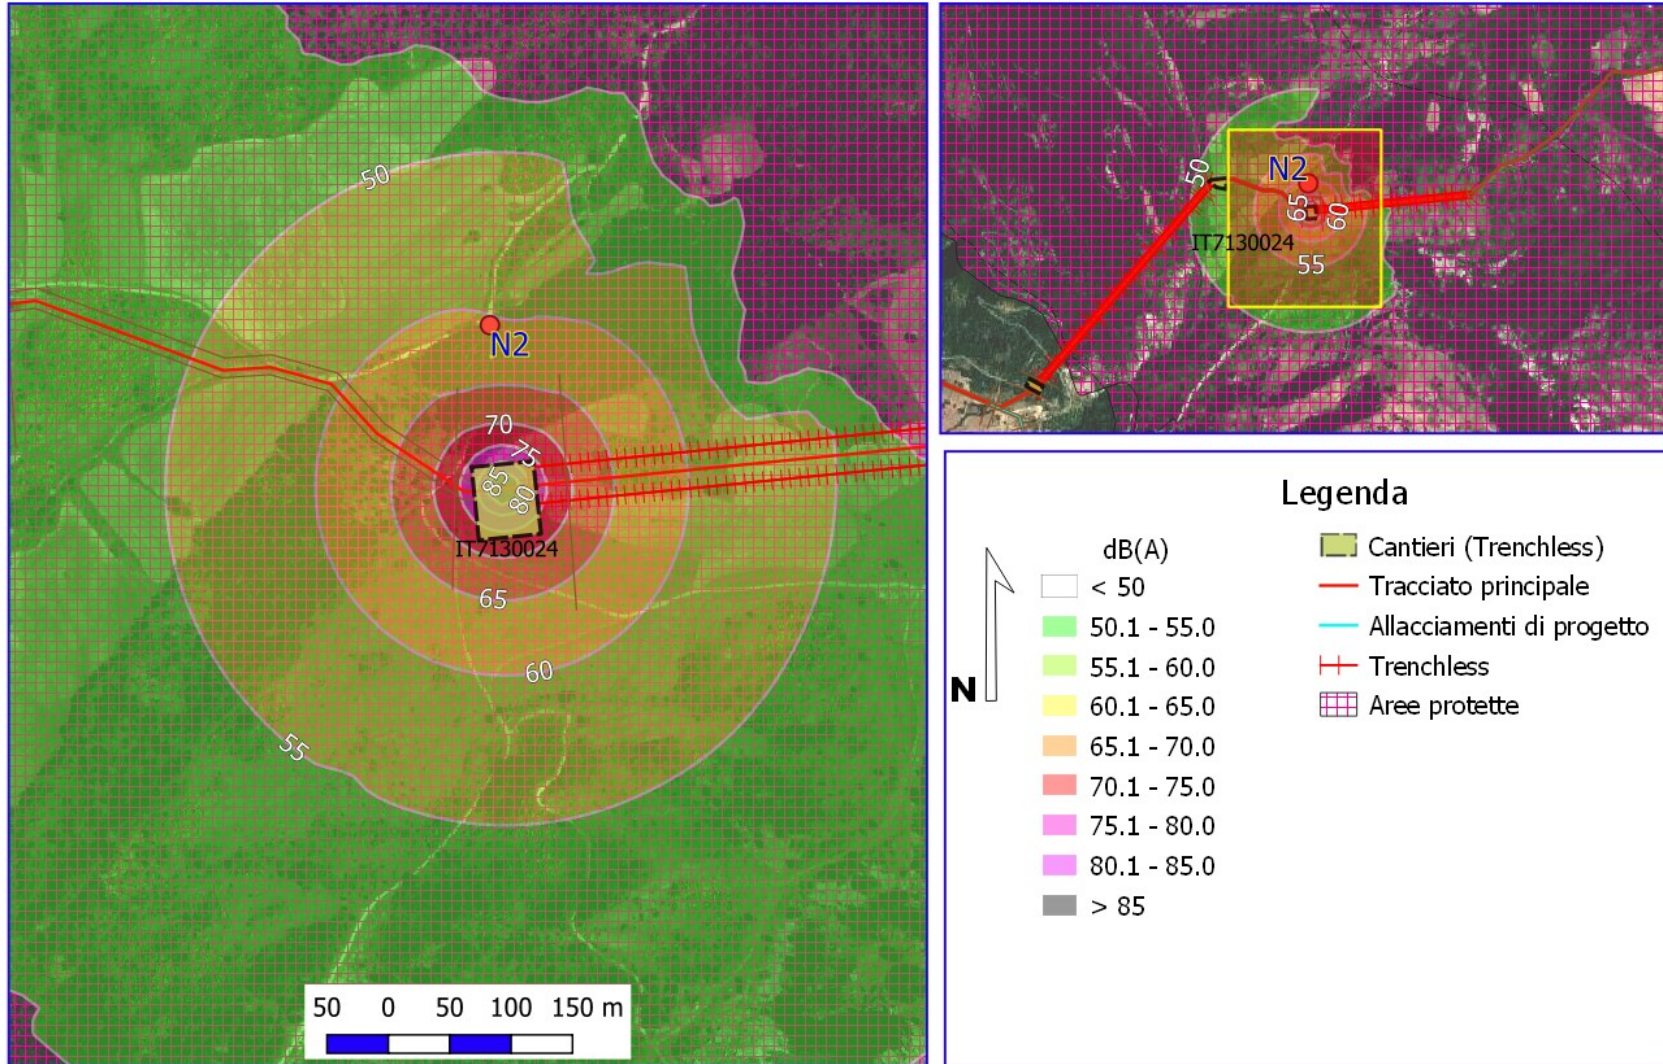 50
N2
70
75
85
80
IT7130024
65
60
55
50 0 50 100 150 m
50
N2
65
60
IT7130024
55
Legenda
dB(A)
< 50
50.1 - 55.0
55.1 - 60.0
60.1 - 65.0
65.1 - 70.0
70.1 - 75.0
75.1 - 80.0
80.1 - 85.0
> 85
N
Cantieri (Trenchless)
Tracciato principale
Allacciamenti di progetto
Trenchless
Aree protette